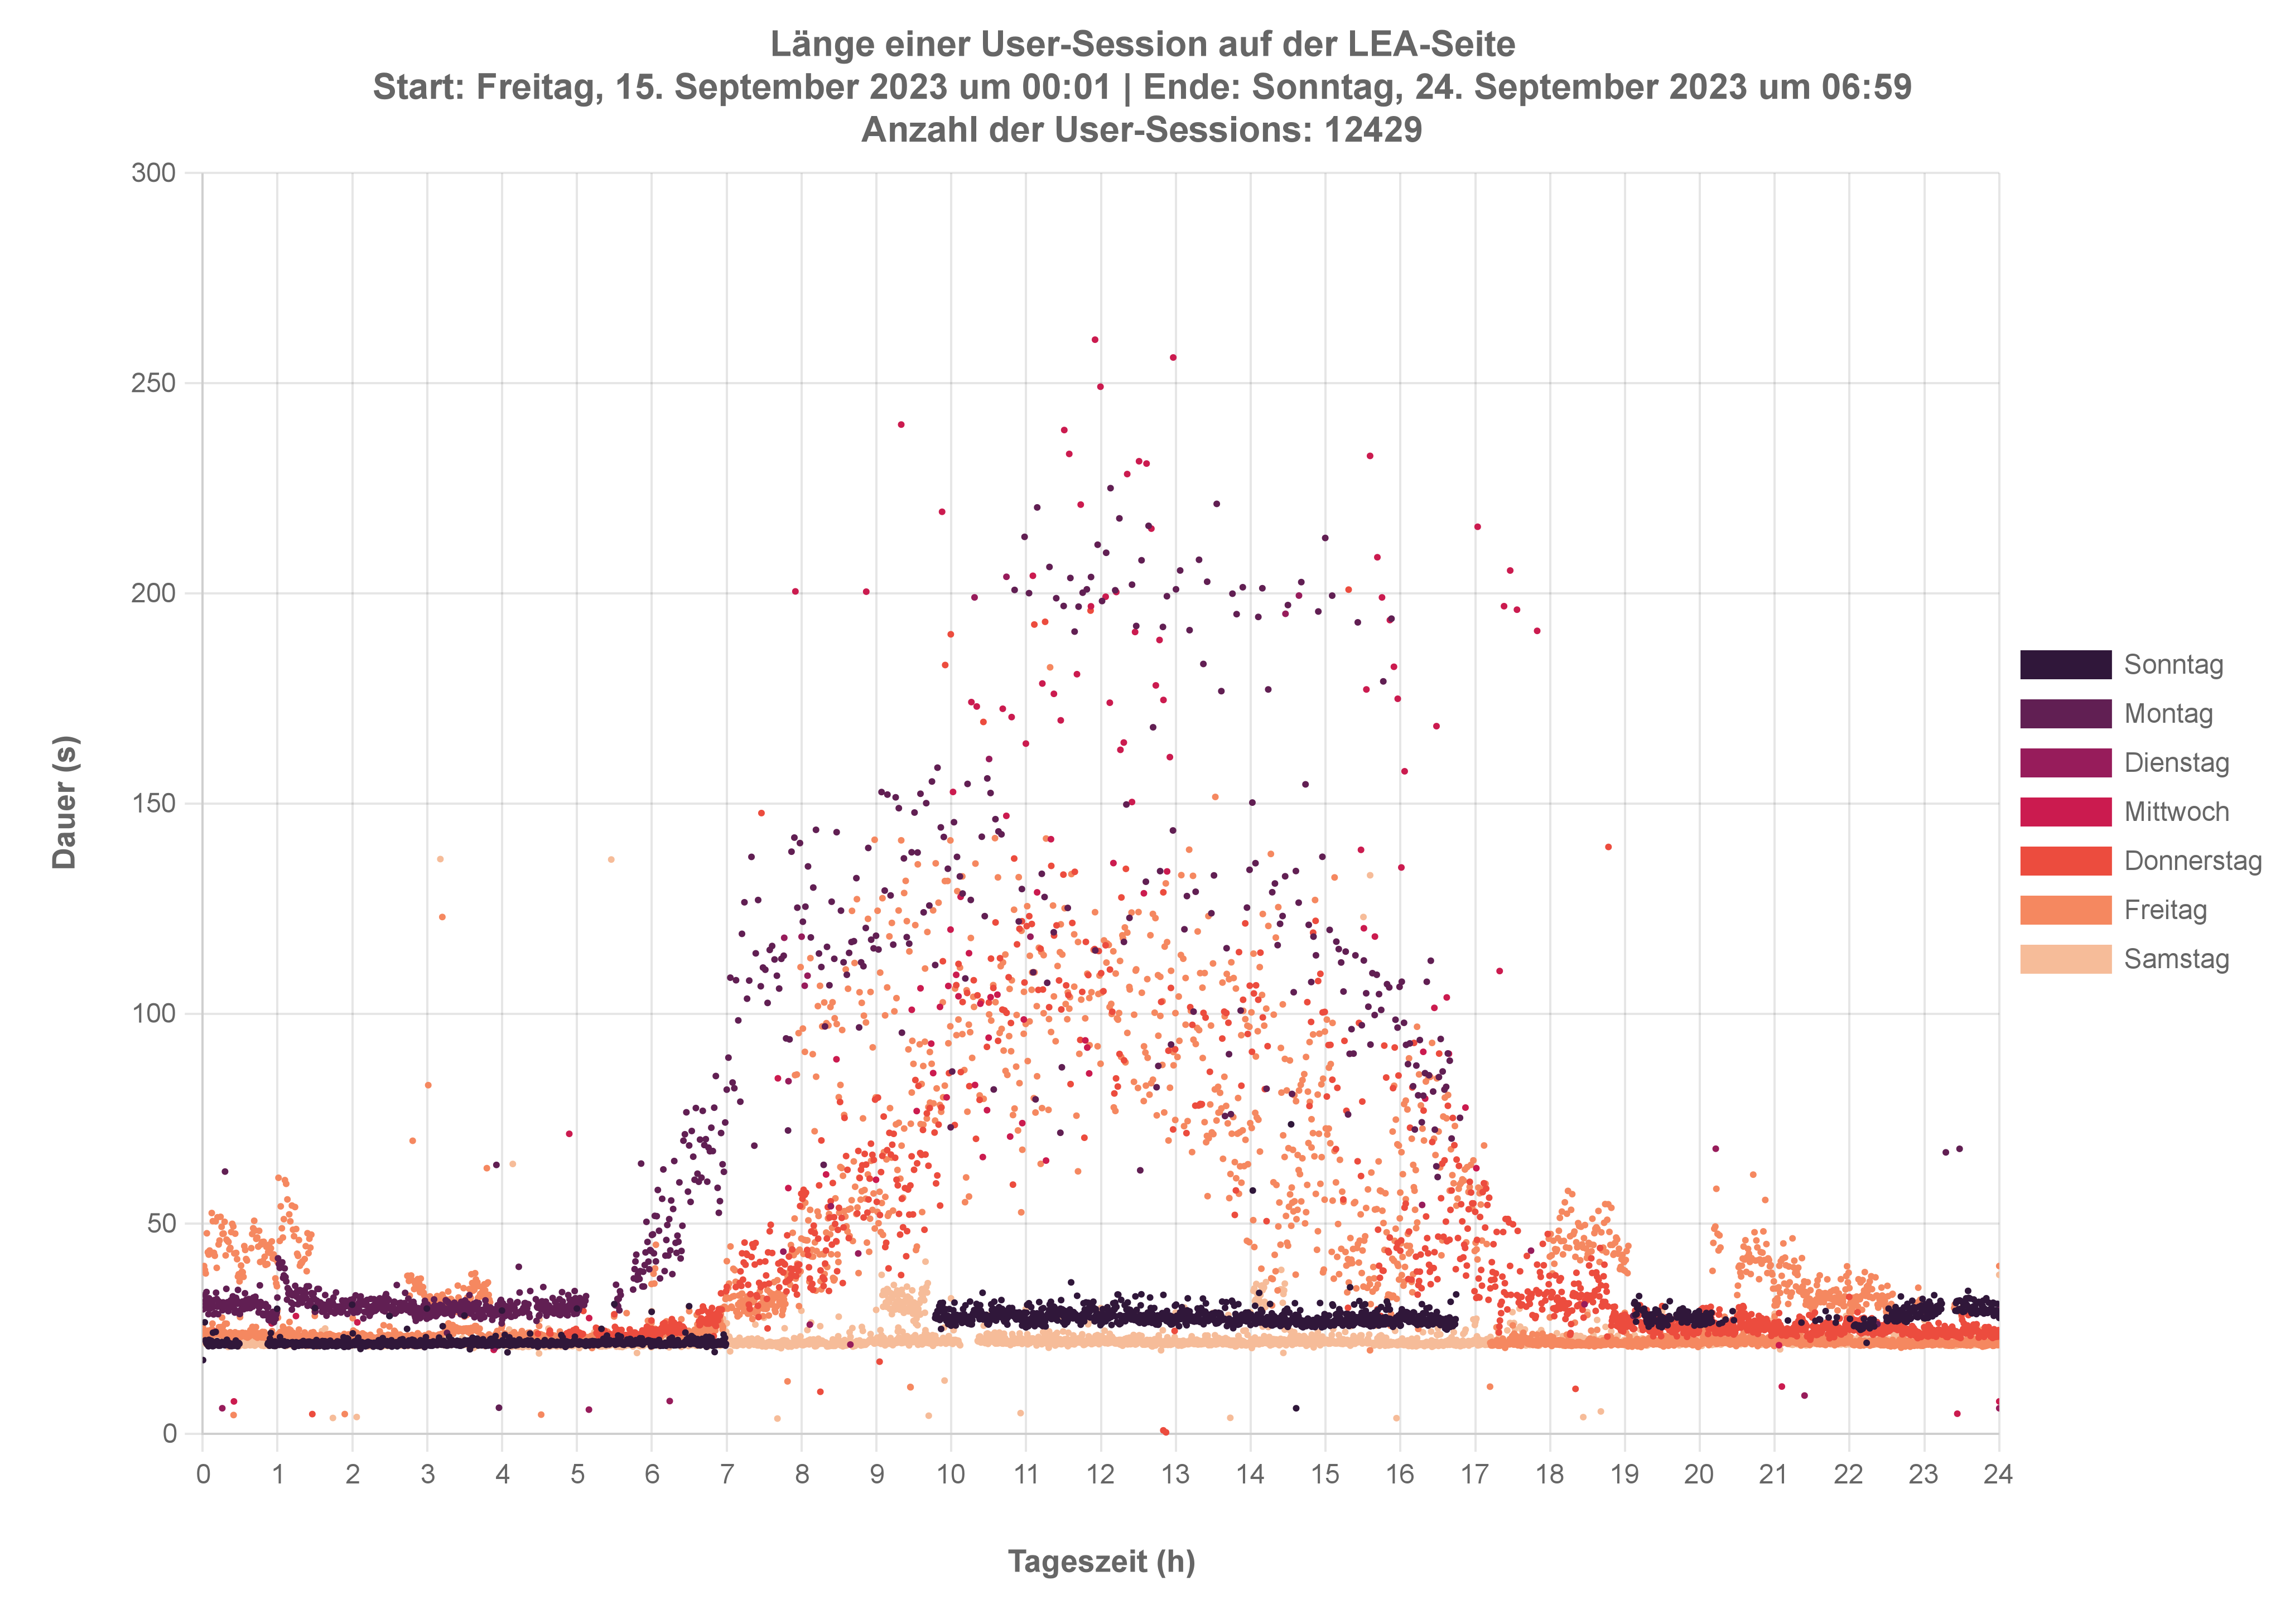 Länge einer User-Session auf der LEA-Seite
Start: Freitag, 15. September 2023 um 00:01 | Ende: Sonntag, 24. September 2023 um 06:59
Anzahl der User-Sessions: 12429
300
250
200
150
100
50
0
Dauer (s)
0 1 2 3 4 5 6 7 8 9 10 11 12 13 14 15 16 17 18 19 20 21 22 23 24
Tageszeit (h)
Sonntag
Montag
Dienstag
Mittwoch
Donnerstag
Freitag
Samstag